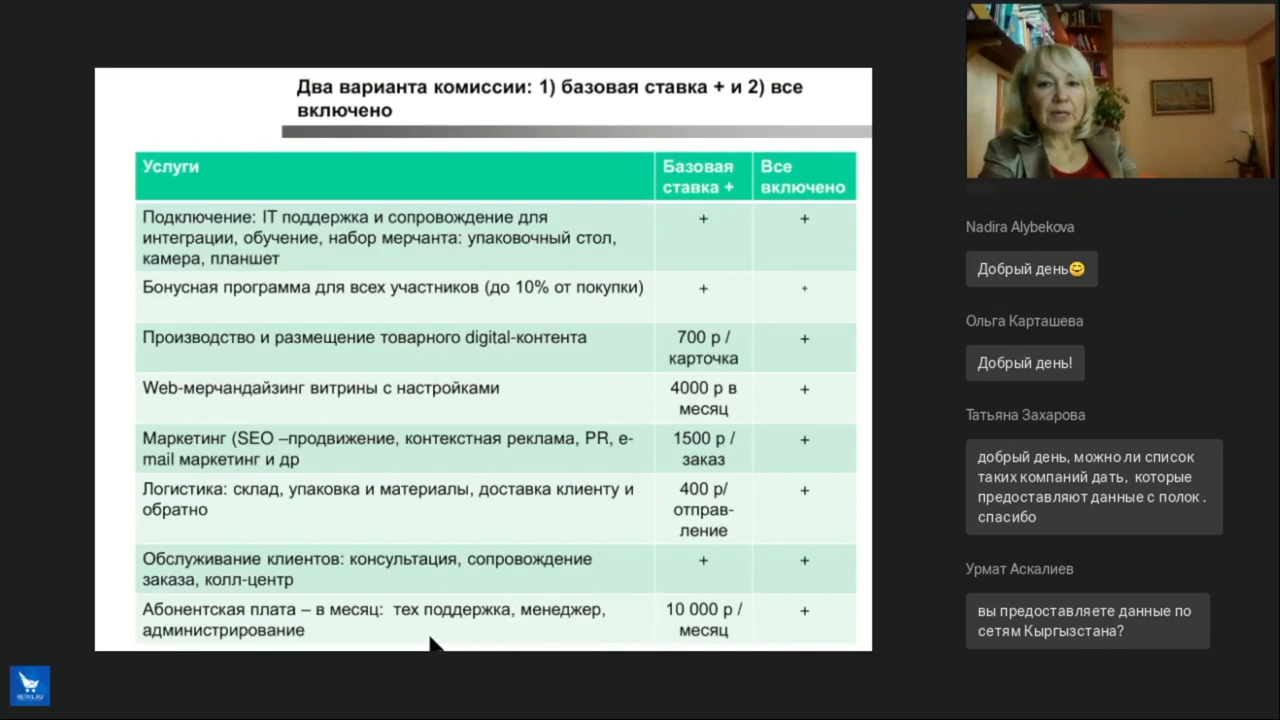 Два варианта комиссии: 1) базовая ставка + и 2) все
включено
Услуги
Базовая
ставка +
Все
включено
Подключение: IT поддержка и сопровождение для
интеграции, обучение, набор мерчанта: упаковочный стол,
камера, планшет
+
+
Бонусная программа для всех участников (до 10% от покупки)
+
+
Производство и размещение товарного digital-контента
700 р /
карточка
+
Web-мерчандайзинг витрины с настройками
4000 р в
месяц
+
Маркетинг (SEO –продвижение, контекстная реклама, PR, e-
mail маркетинг и др
1500 р /
заказ
+
Логистика: склад, упаковка и материалы, доставка клиенту и
обратно
400 р/
отправ-
ление
+
Обслуживание клиентов: консультация, сопровождение
заказа, колл-центр
+
+
Абонентская плата – в месяц: тех поддержка, менеджер,
администрирование
10 000 р /
месяц
+
Nadira Alybekova
Добрый день😊
Ольга Карташева
Добрый день!
Татьяна Захарова
добрый день, можно ли список
таких компаний дать, которые
предоставляют данные с полок .
спасибо
Урмат Аскалиев
вы предоставляете данные по
сетям Кыргызстана?
RETAIL.RU